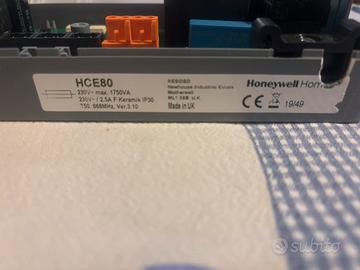 HCE80
230V~ max. 1750VA
230V~ / 2.5A F Keramik IP30
T50, 868MHz, Ver.3.10
Newhouse Industrial Estate
Motherwell
ML1 5SB U.K.
Made in UK
Honeywell Hom
CE
19/49
subito